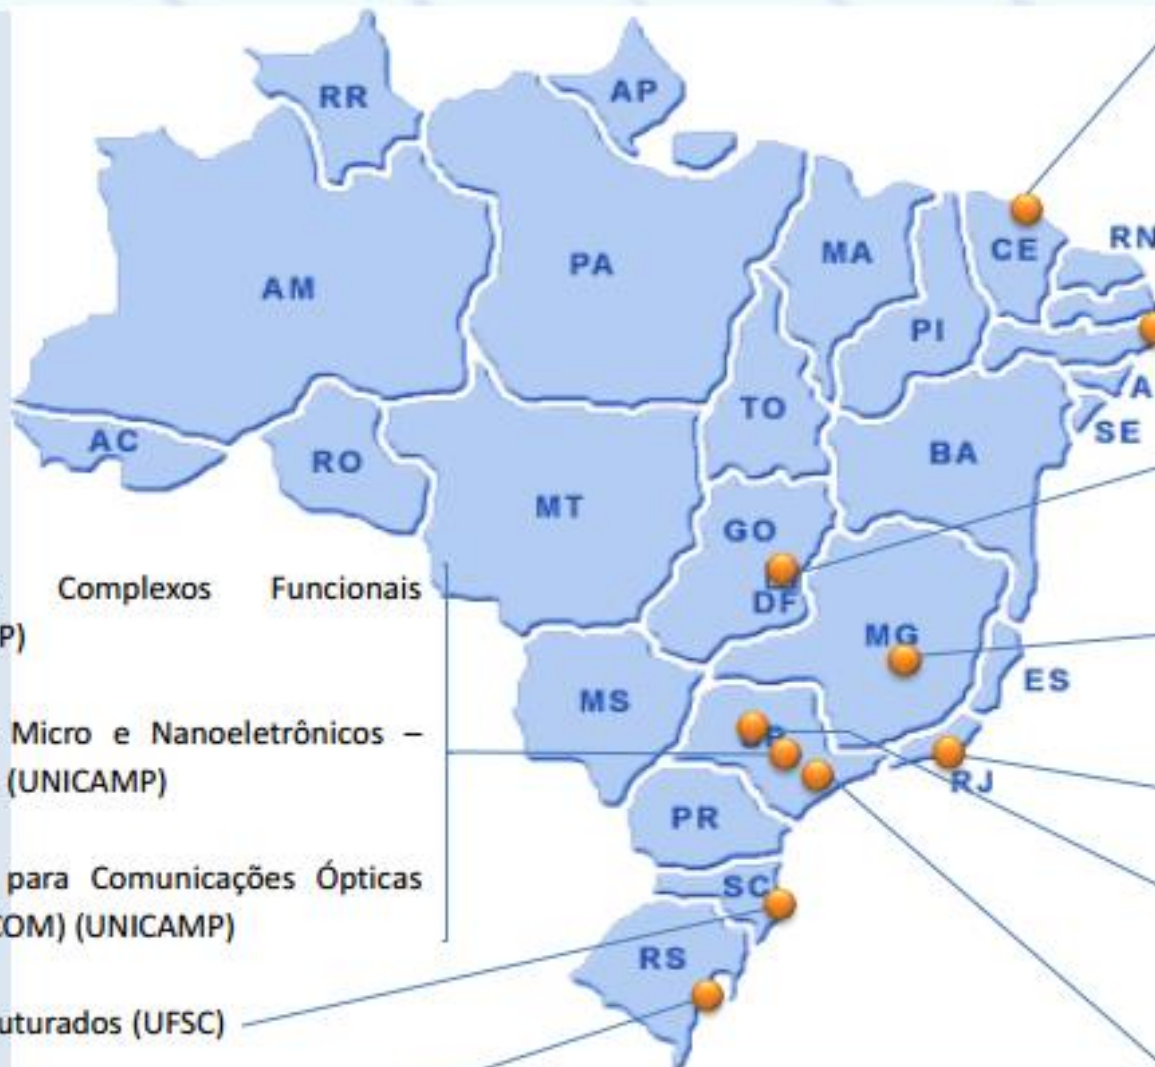 RR
AP
AM
PA
MA
CE
RN
PI
AC
RO
TO
A
SE
BA
MT
GO
DF
MG
ES
MS
RJ
PR
SC
RS
Complexos Funcionais
P)
Micro e Nanoeletrônicos –
(UNICAMP)
para Comunicações Ópticas
COM) (UNICAMP)
uturados (UFSC)